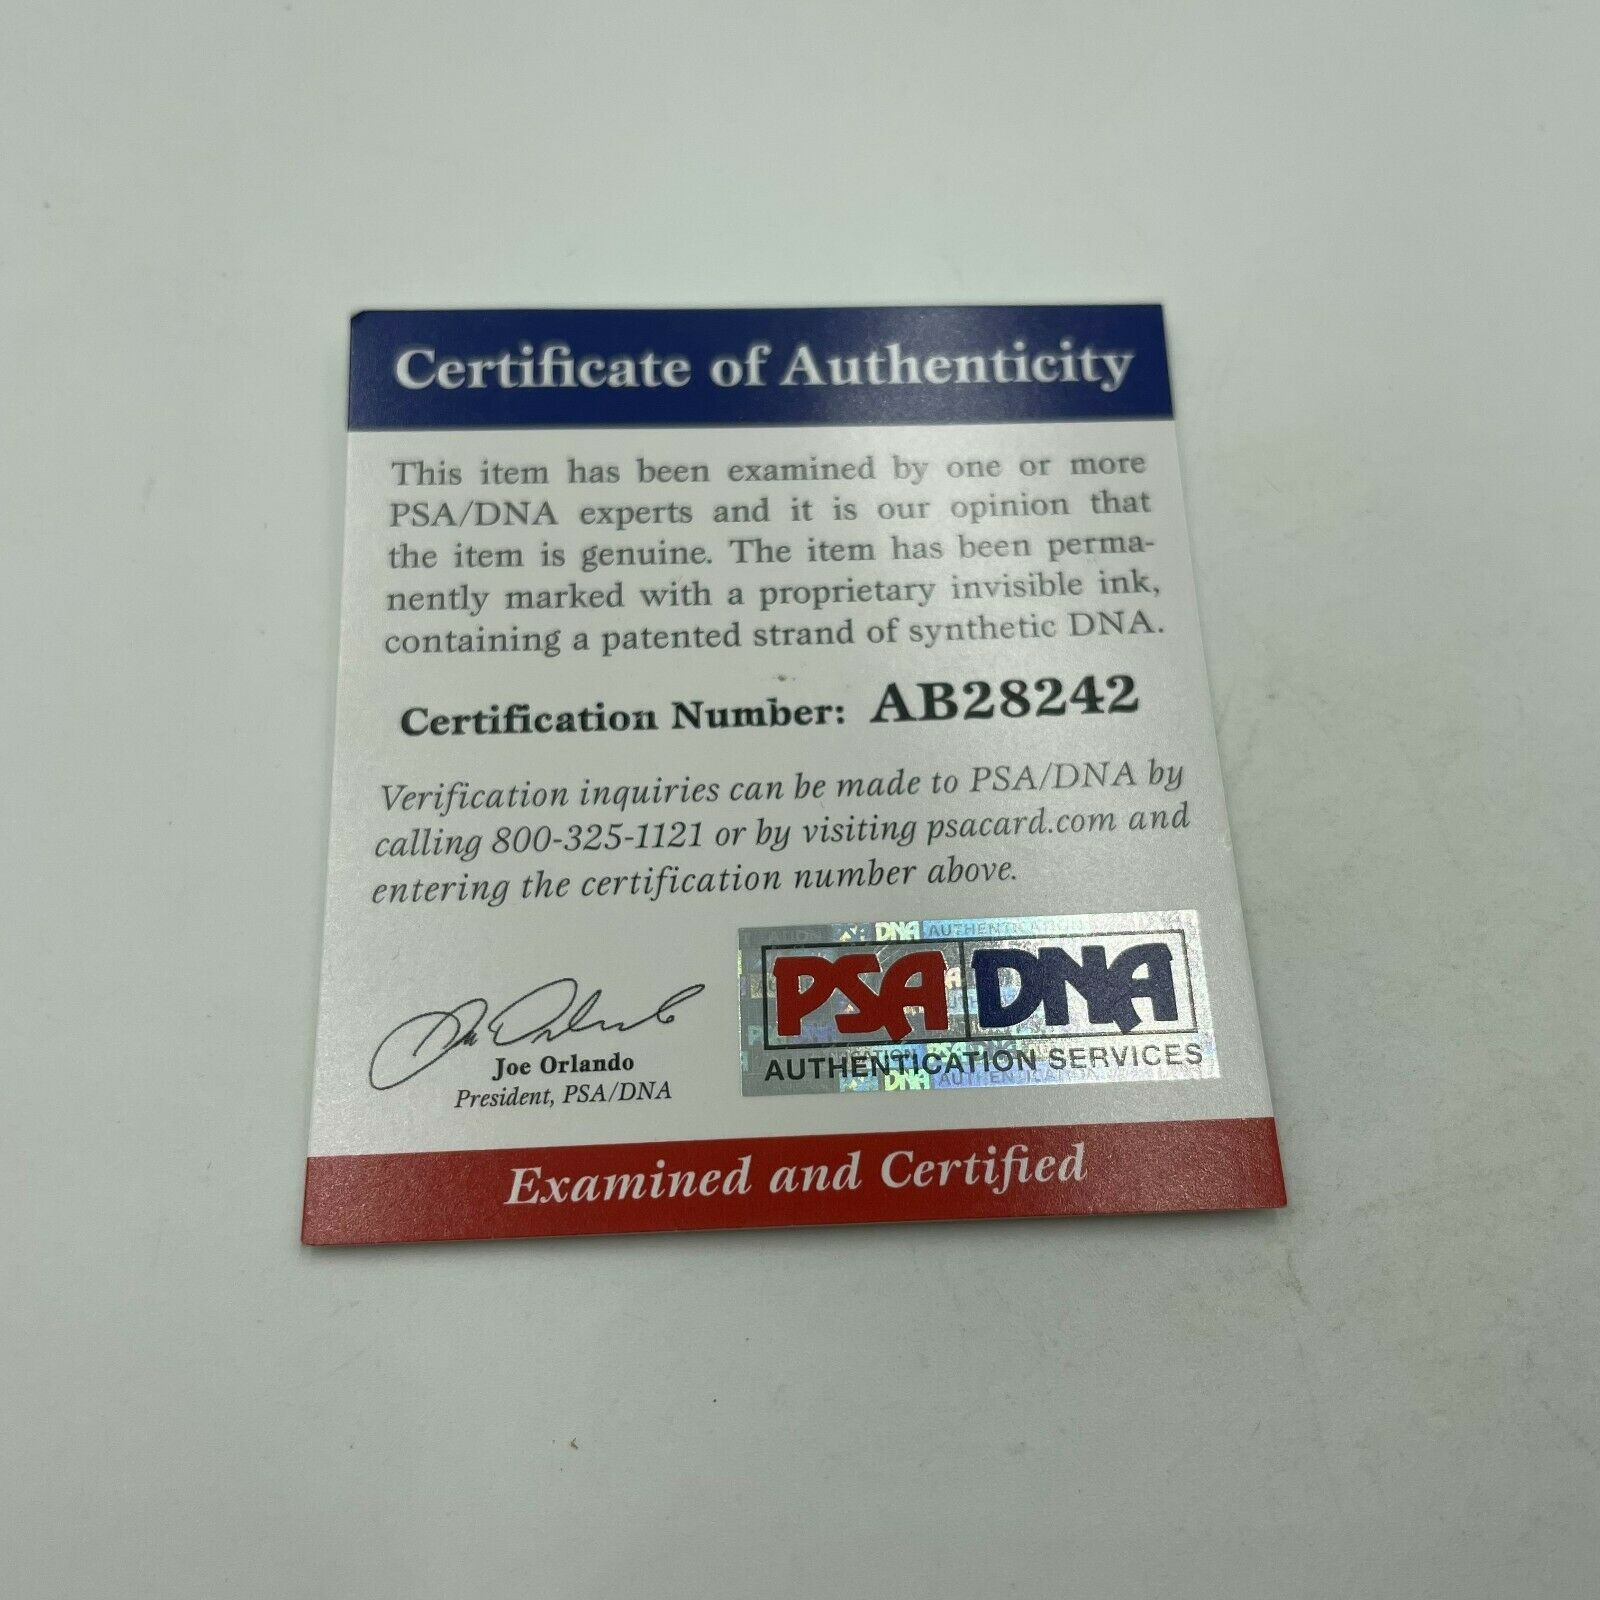 Certificate of Authenticity
This item has been examined by one or more
PSA/DNA experts and it is our opinion that
the item is genuine. The item has been perma-
nently marked with a proprietary invisible ink,
containing a patented strand of synthetic DNA.
Certification Number: AB28242
Verification inquiries can be made to PSA/DNA by
calling 800-325-1121 or by visiting psacard.com and
entering the certification number above.
Joe Orlando
President, PSA/DNA
PSA DNA
AUTHENTICATION SERVICES
Examined and Certified